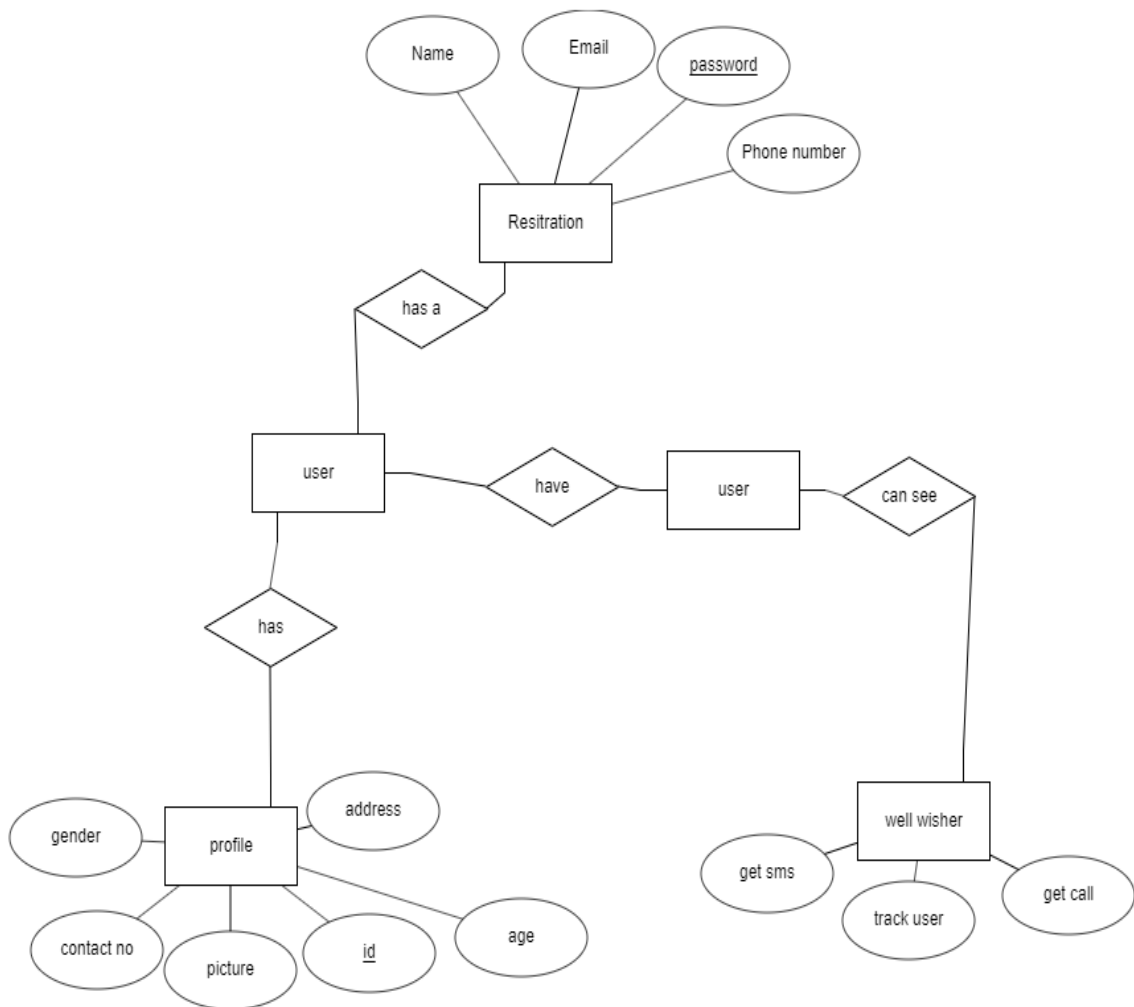 Name
Email
password
Phone number
Resitration
has a
user
have
user
can see
has
address
gender
profile
well wisher
get sms
get call
track user
contact no
picture
id
age